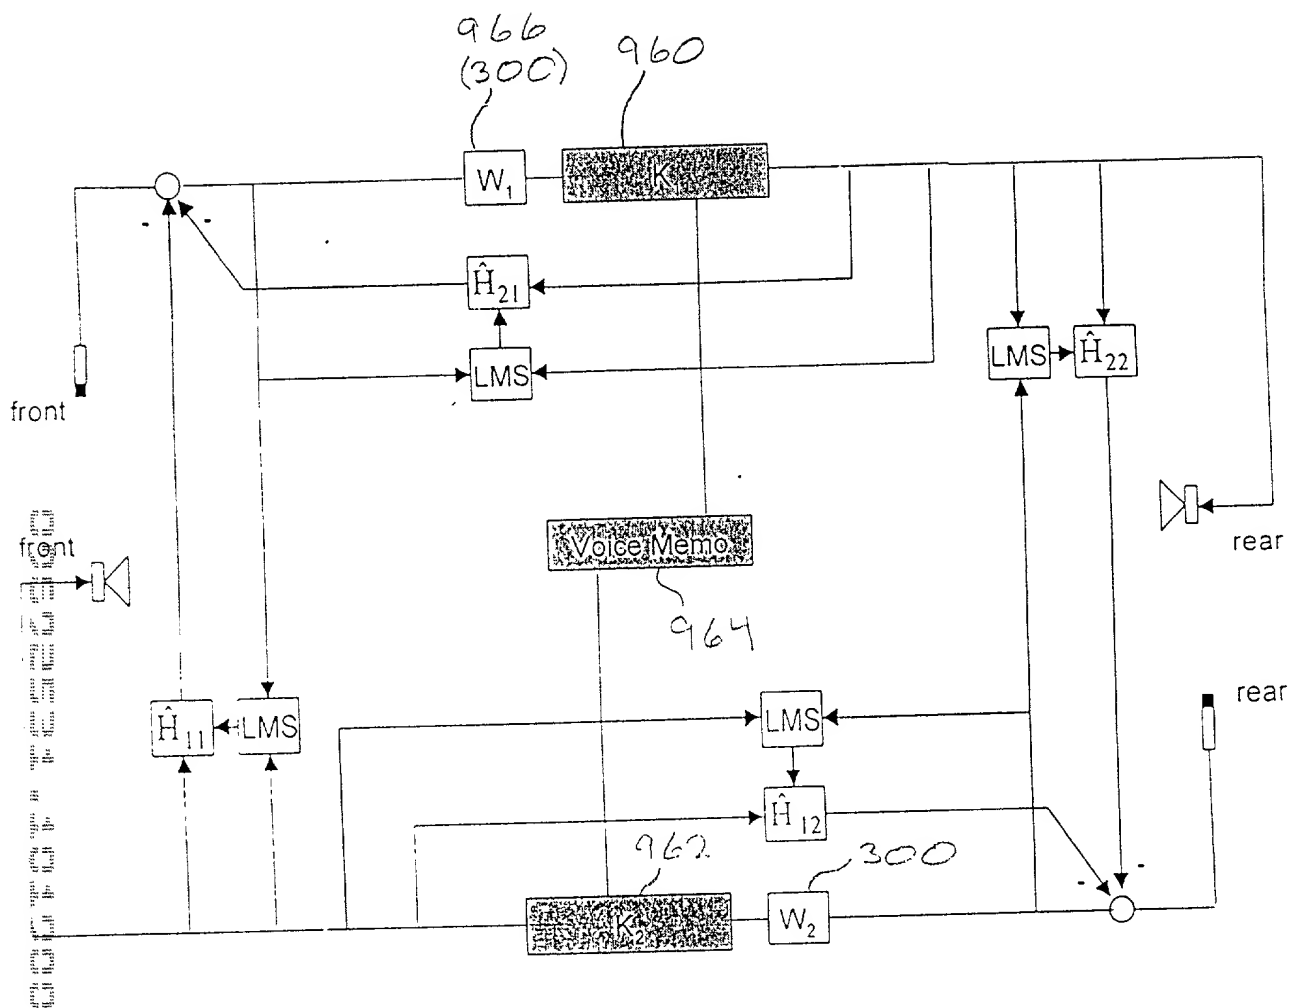 966
(300)
960
W₁
K
- -
Ĥ₂₁
LMS
LMS
Ĥ₂₂
front
front
Voice Memo
rear
964
rear
Ĥ₁₁
LMS
LMS
Ĥ₁₂
962
300
- -
K₂
W₂